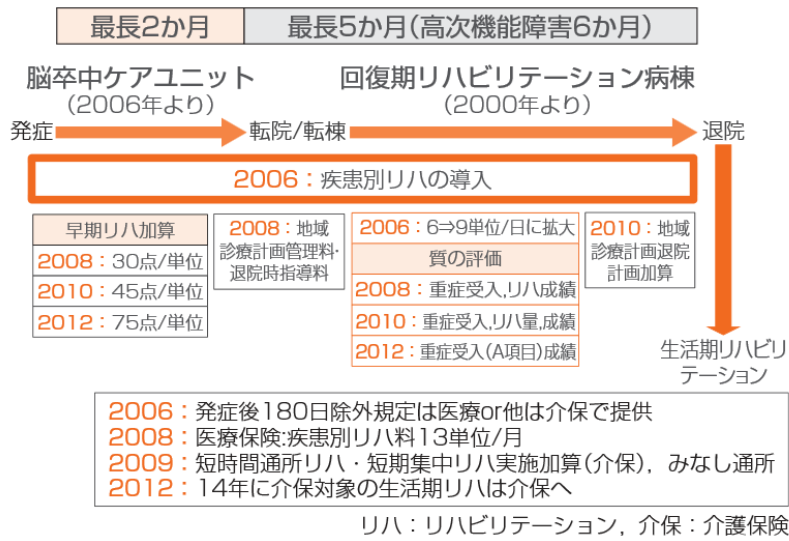 最長2か月
最長5か月(高次機能障害6か月)
脳卒中ケアユニット
(2006年より)
回復期リハビリテーション病棟
(2000年より)
発症
転院/転棟
退院
2006：疾患別リハの導入
早期リハ加算
2008：30点/単位
2010：45点/単位
2012：75点/単位
2008：地域
診療計画管理料・
退院時指導料
2006：6⇒9単位/日に拡大
質の評価
2008：重症受入,リハ成績
2010：重症受入,リハ量,成績
2012：重症受入(A項目)成績
2010：地域
診療計画退院
計画加算
生活期リハビリ
テーション
2006：発症後180日除外規定は医療or他は介保で提供
2008：医療保険:疾患別リハ料13単位/月
2009：短時間通所リハ・短期集中リハ実施加算(介保)，みなし通所
2012：14年に介保対象の生活期リハは介保へ
リハ：リハビリテーション，介保：介護保険